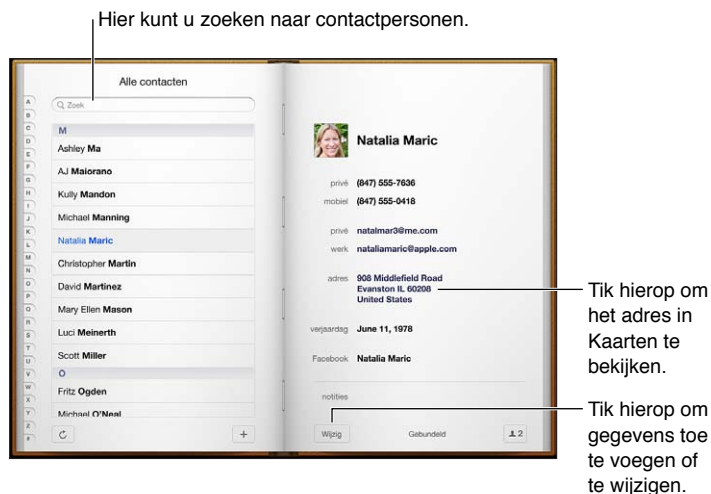 Hier kunt u zoeken naar contactpersonen.
Alle contacten
Zoek
A
B
C
D
E
F
G
H
I
J
K
L
M
N
O
P
Q
R
S
T
U
V
W
X
Y
Z
#
M
Ashley Ma
AJ Maiorano
Kully Mandon
Michael Manning
Natalia Maric
Christopher Martin
David Martinez
Mary Ellen Mason
Luci Meinerth
Scott Miller
O
Fritz Ogden
Michael O'Neal
Natalia Maric
privé (847) 555-7636
mobiel (847) 555-0418
privé natalmar3@me.com
werk nataliamaric@apple.com
adres 908 Middlefield Road
Evanston IL 60208
United States
verjaardag June 11, 1978
Facebook Natalia Maric
notities
Wijzig Gebundeld 2
Tik hierop om
het adres in
Kaarten te
bekijken.
Tik hierop om
gegevens toe
te voegen of
te wijzigen.